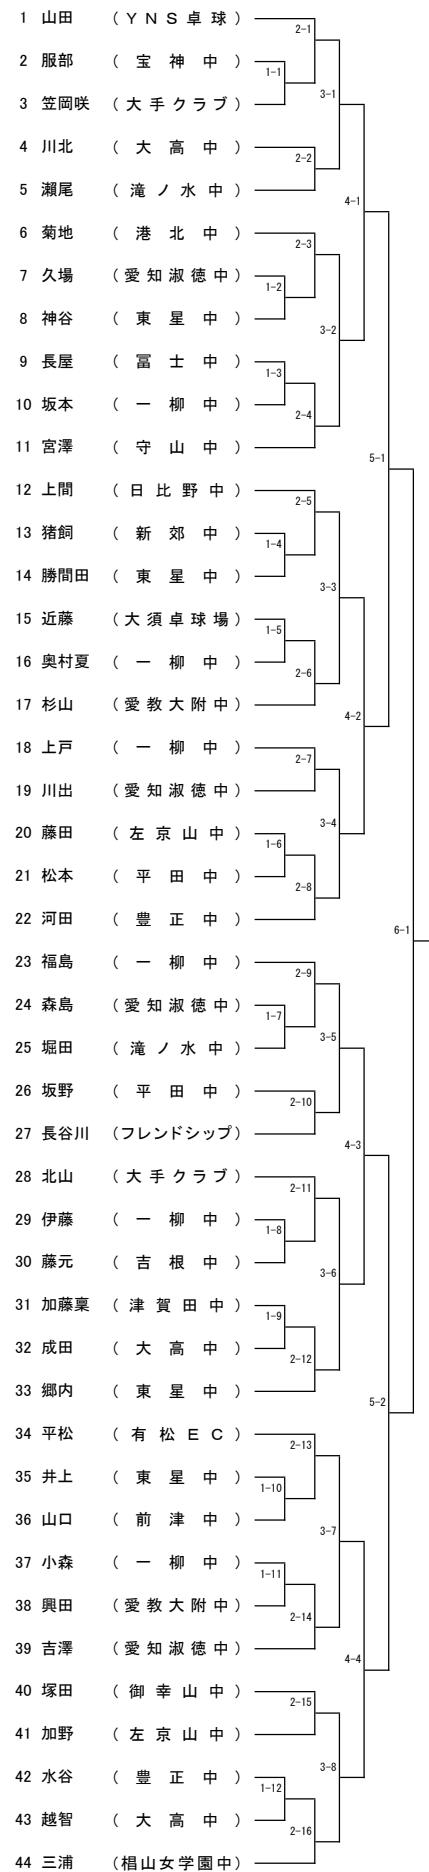 1 山田 (ＹＮＳ卓球)
2-1
2 服部 (宝神中)
1-1
3-1
3 笠岡咲 (大手クラブ)
4 川北 (大高中)
2-2
5 瀬尾 (滝ノ水中)
4-1
6 菊地 (港北中)
2-3
7 久場 (愛知淑徳中)
1-2
8 神谷 (東星中)
3-2
9 長屋 (冨士中)
1-3
10 坂本 (一柳中)
2-4
11 宮澤 (守山中)
5-1
12 上間 (日比野中)
2-5
13 猪飼 (新郊中)
1-4
14 勝間田 (東星中)
3-3
15 近藤 (大須卓球場)
1-5
16 奥村夏 (一柳中)
2-6
17 杉山 (愛教大附中)
4-2
18 上戸 (一柳中)
2-7
19 川出 (愛知淑徳中)
3-4
20 藤田 (左京山中)
1-6
21 松本 (平田中)
2-8
22 河田 (豊正中)
6-1
23 福島 (一柳中)
2-9
24 森島 (愛知淑徳中)
1-7
3-5
25 堀田 (滝ノ水中)
26 坂野 (平田中)
2-10
27 長谷川 (フレンドシップ)
4-3
28 北山 (大手クラブ)
2-11
29 伊藤 (一柳中)
1-8
30 藤元 (吉根中)
3-6
31 加藤稟 (津賀田中)
1-9
32 成田 (大高中)
2-12
33 郷内 (東星中)
5-2
34 平松 (有松ＥＣ)
2-13
35 井上 (東星中)
1-10
36 山口 (前津中)
3-7
37 小森 (一柳中)
1-11
38 興田 (愛教大附中)
2-14
39 吉澤 (愛知淑徳中)
4-4
40 塚田 (御幸山中)
2-15
41 加野 (左京山中)
3-8
42 水谷 (豊正中)
1-12
43 越智 (大高中)
2-16
44 三浦 (椙山女学園中)